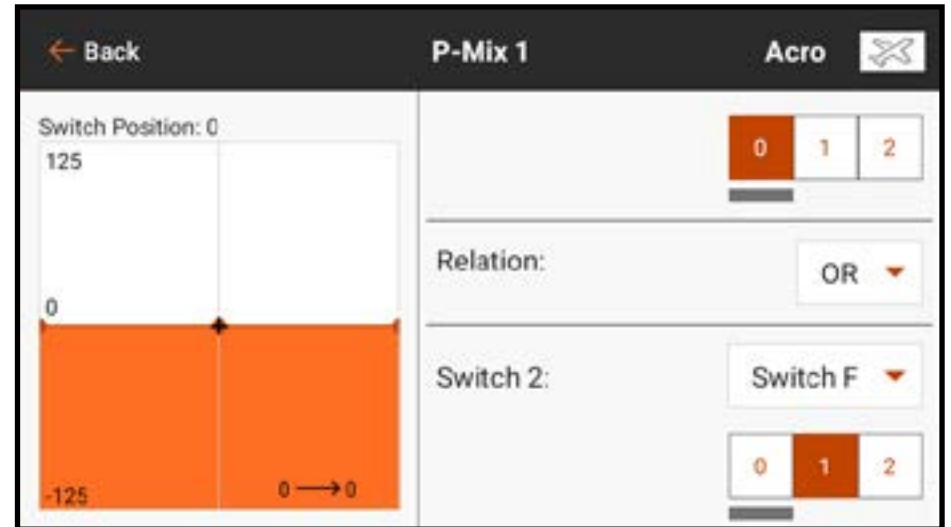 ← Back P-Mix 1 Acro
Switch Position: 0
125
0
-125
0 → 0
0 1 2
Relation: OR
Switch 2: Switch F
0 1 2